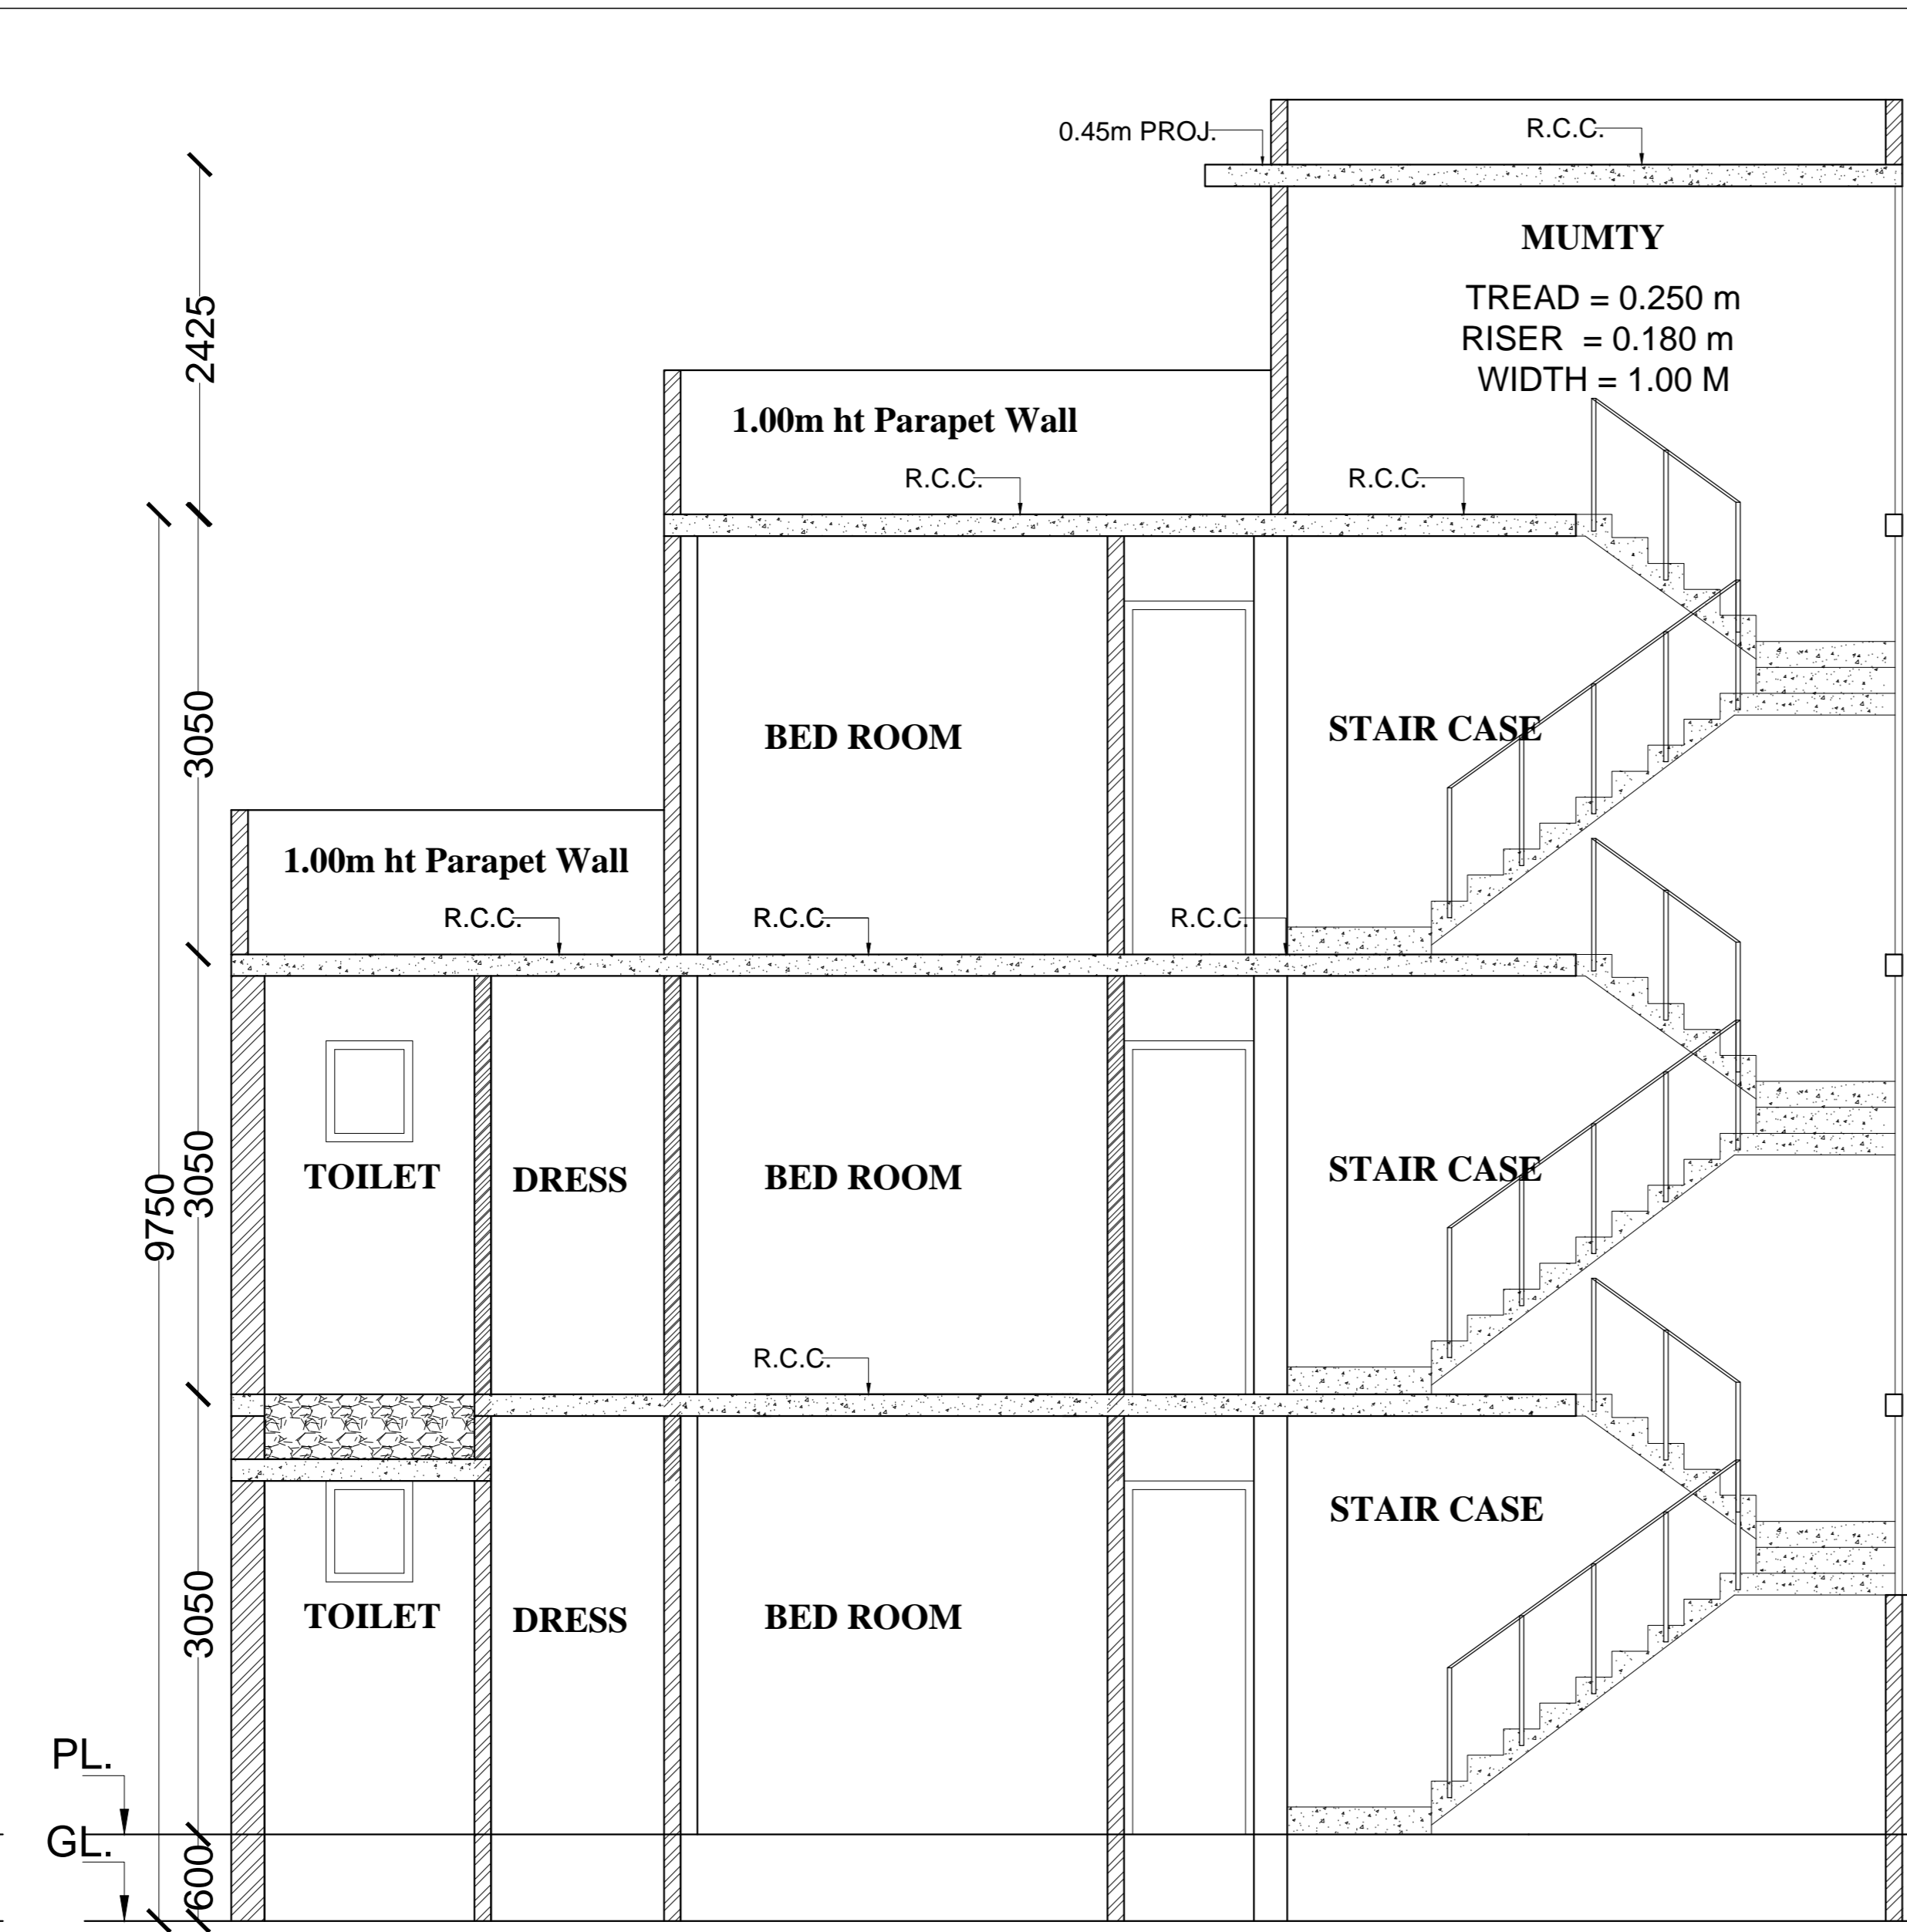 0.45m PROJ.
R.C.C.
MUMTY
TREAD = 0.250 m
RISER = 0.180 m
WIDTH = 1.00 M
2425
1.00m ht Parapet Wall
R.C.C.
R.C.C.
3050
BED ROOM
STAIR CASE
1.00m ht Parapet Wall
R.C.C.
R.C.C.
R.C.C.
9750
3050
TOILET
DRESS
BED ROOM
STAIR CASE
R.C.C.
STAIR CASE
3050
TOILET
DRESS
BED ROOM
PL.
GL.
600